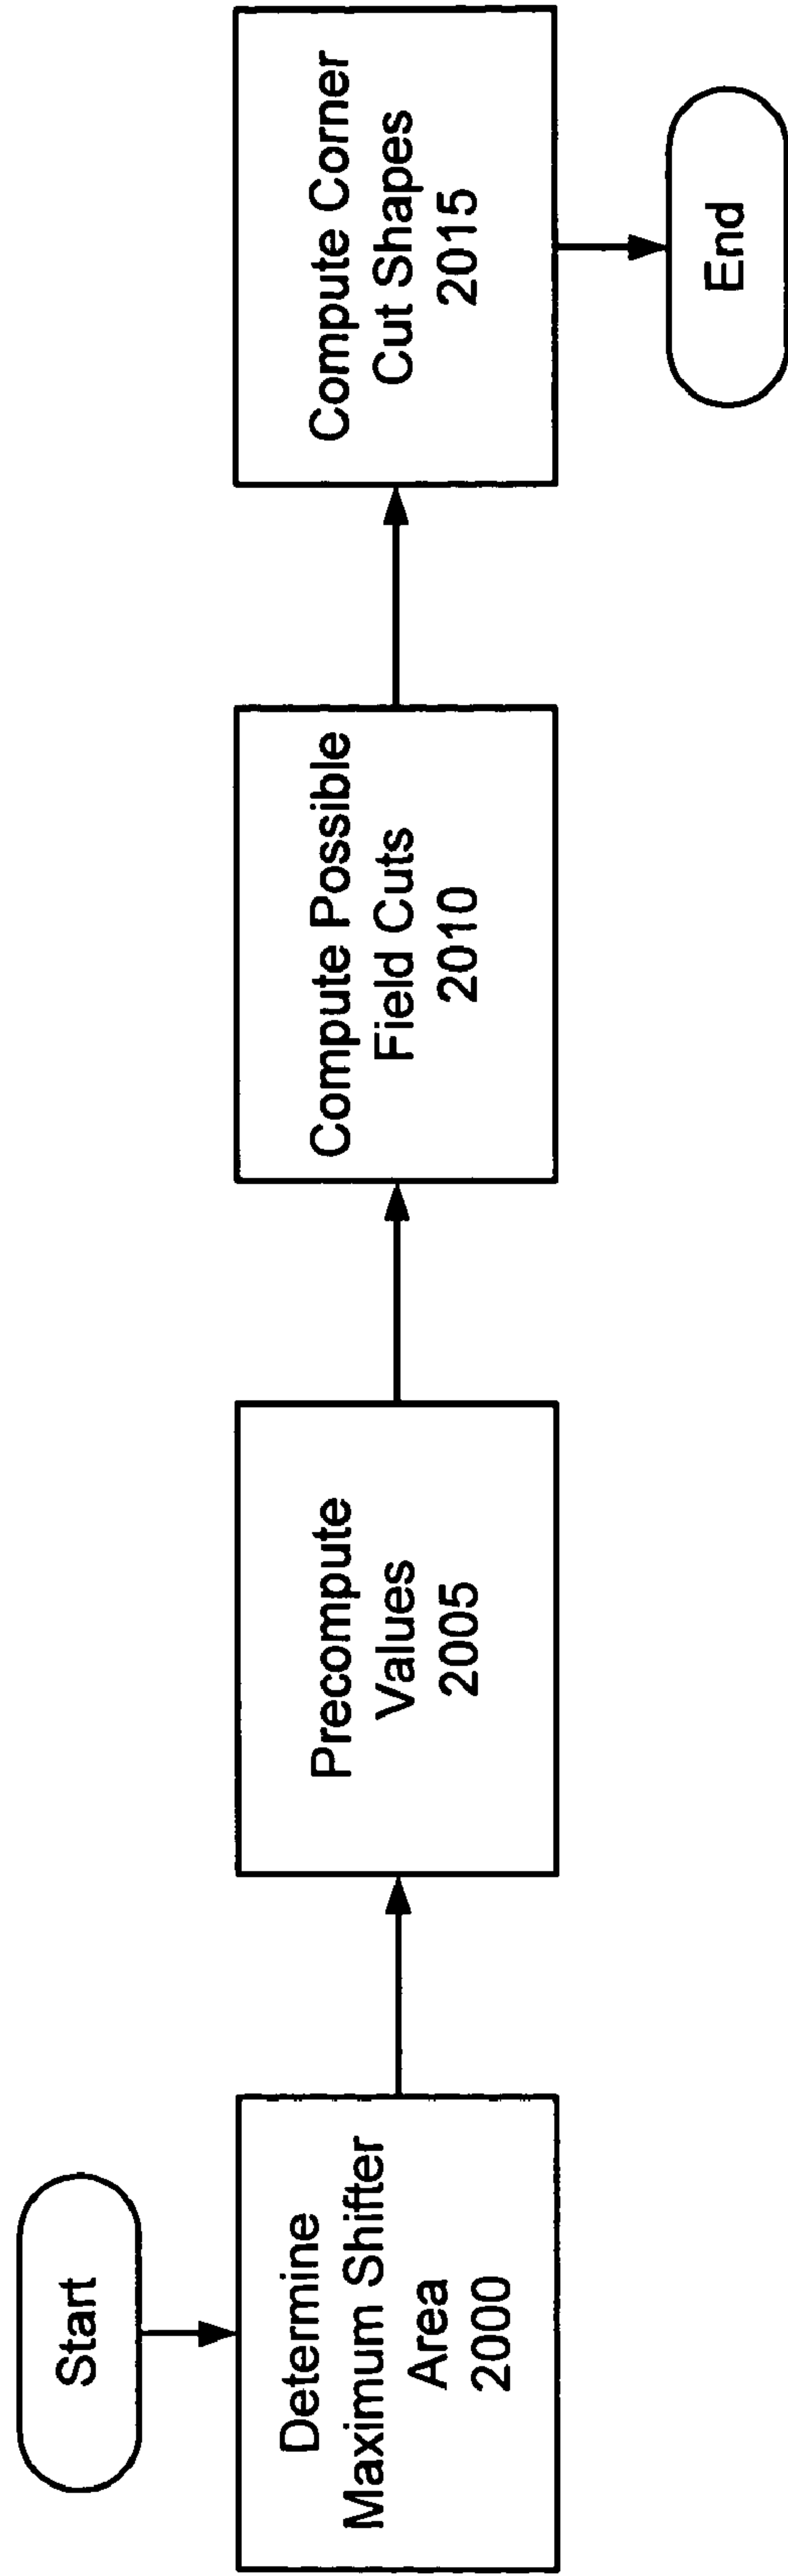 Start
Determine
Maximum Shifter
Area
2000
Precompute
Values
2005
Compute Possible
Field Cuts
2010
Compute Corner
Cut Shapes
2015
End